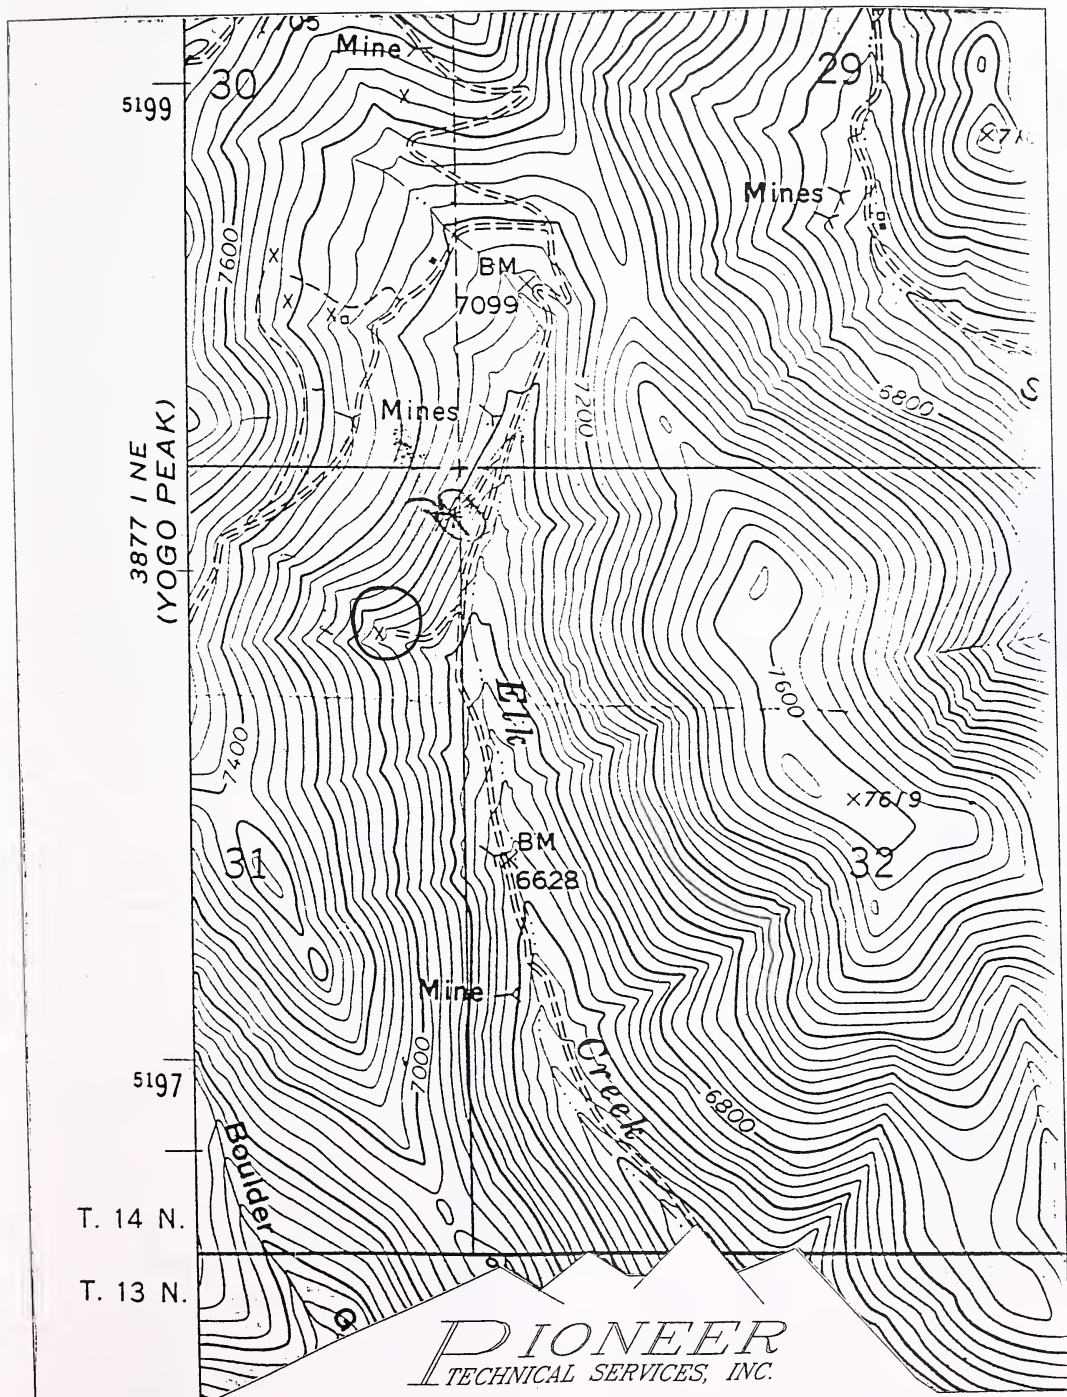 Mine
30
29
5199
Mines
7600
BM
7099
7200
6800
S
Mines
3877 I NE
(YOGO PEAK)
Elk
7600
7400
×7619
31
BM
6628
32
Mine
7000
Creek
6800
5197
Boulder
T. 14 N.
T. 13 N.
PIONEER
TECHNICAL SERVICES, INC.